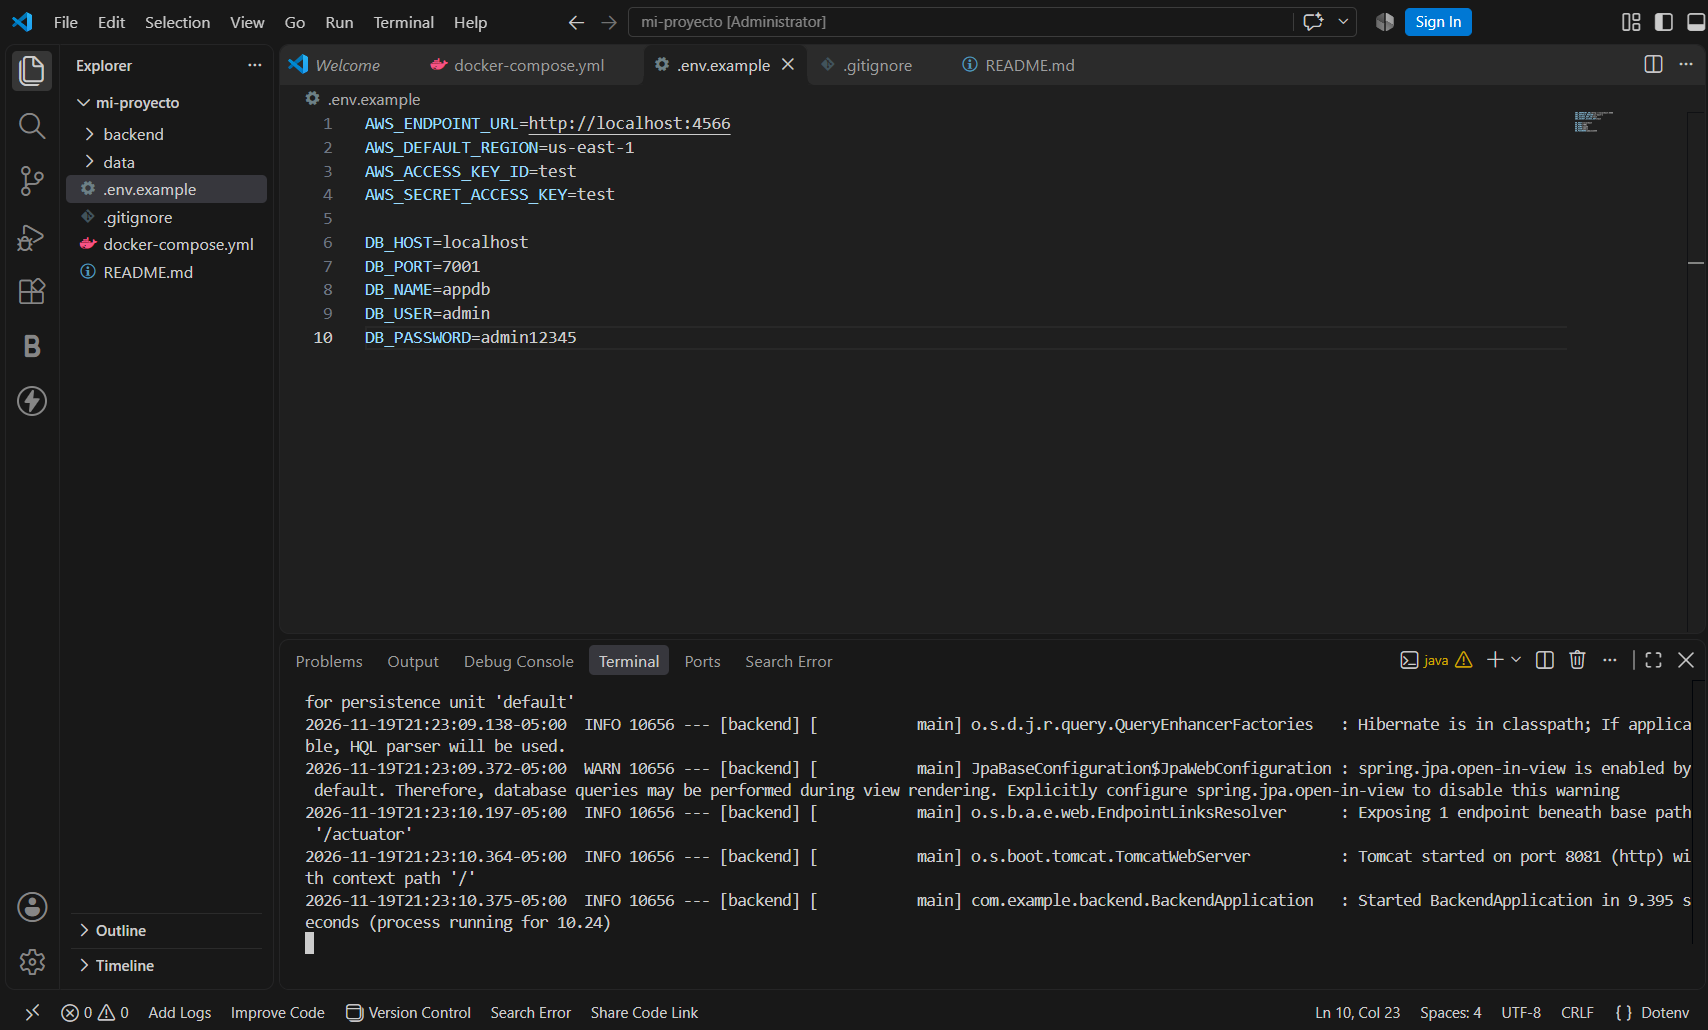 File Edit Selection View Go Run Terminal Help
mi-proyecto [Administrator]
Sign In
Explorer
mi-proyecto
backend
data
.env.example
.gitignore
docker-compose.yml
README.md
Outline
Timeline
Welcome docker-compose.yml .env.example .gitignore README.md
.env.example
1 AWS_ENDPOINT_URL=http://localhost:4566
2 AWS_DEFAULT_REGION=us-east-1
3 AWS_ACCESS_KEY_ID=test
4 AWS_SECRET_ACCESS_KEY=test
5
6 DB_HOST=localhost
7 DB_PORT=7001
8 DB_NAME=appdb
9 DB_USER=admin
10 DB_PASSWORD=admin12345
Problems Output Debug Console Terminal Ports Search Error
java
for persistence unit 'default'
2026-11-19T21:23:09.138-05:00  INFO 10656 --- [backend] [           main] o.s.d.j.r.query.QueryEnhancerFactories   : Hibernate is in classpath; If applica
ble, HQL parser will be used.
2026-11-19T21:23:09.372-05:00  WARN 10656 --- [backend] [           main] JpaBaseConfiguration$JpaWebConfiguration : spring.jpa.open-in-view is enabled by
 default. Therefore, database queries may be performed during view rendering. Explicitly configure spring.jpa.open-in-view to disable this warning
2026-11-19T21:23:10.197-05:00  INFO 10656 --- [backend] [           main] o.s.b.a.e.web.EndpointLinksResolver      : Exposing 1 endpoint beneath base path
 '/actuator'
2026-11-19T21:23:10.364-05:00  INFO 10656 --- [backend] [           main] o.s.boot.tomcat.TomcatWebServer          : Tomcat started on port 8081 (http) wi
th context path '/'
2026-11-19T21:23:10.375-05:00  INFO 10656 --- [backend] [           main] com.example.backend.BackendApplication   : Started BackendApplication in 9.395 s
econds (process running for 10.24)
0 0 Add Logs Improve Code Version Control Search Error Share Code Link Ln 10, Col 23 Spaces: 4 UTF-8 CRLF { } Dotenv